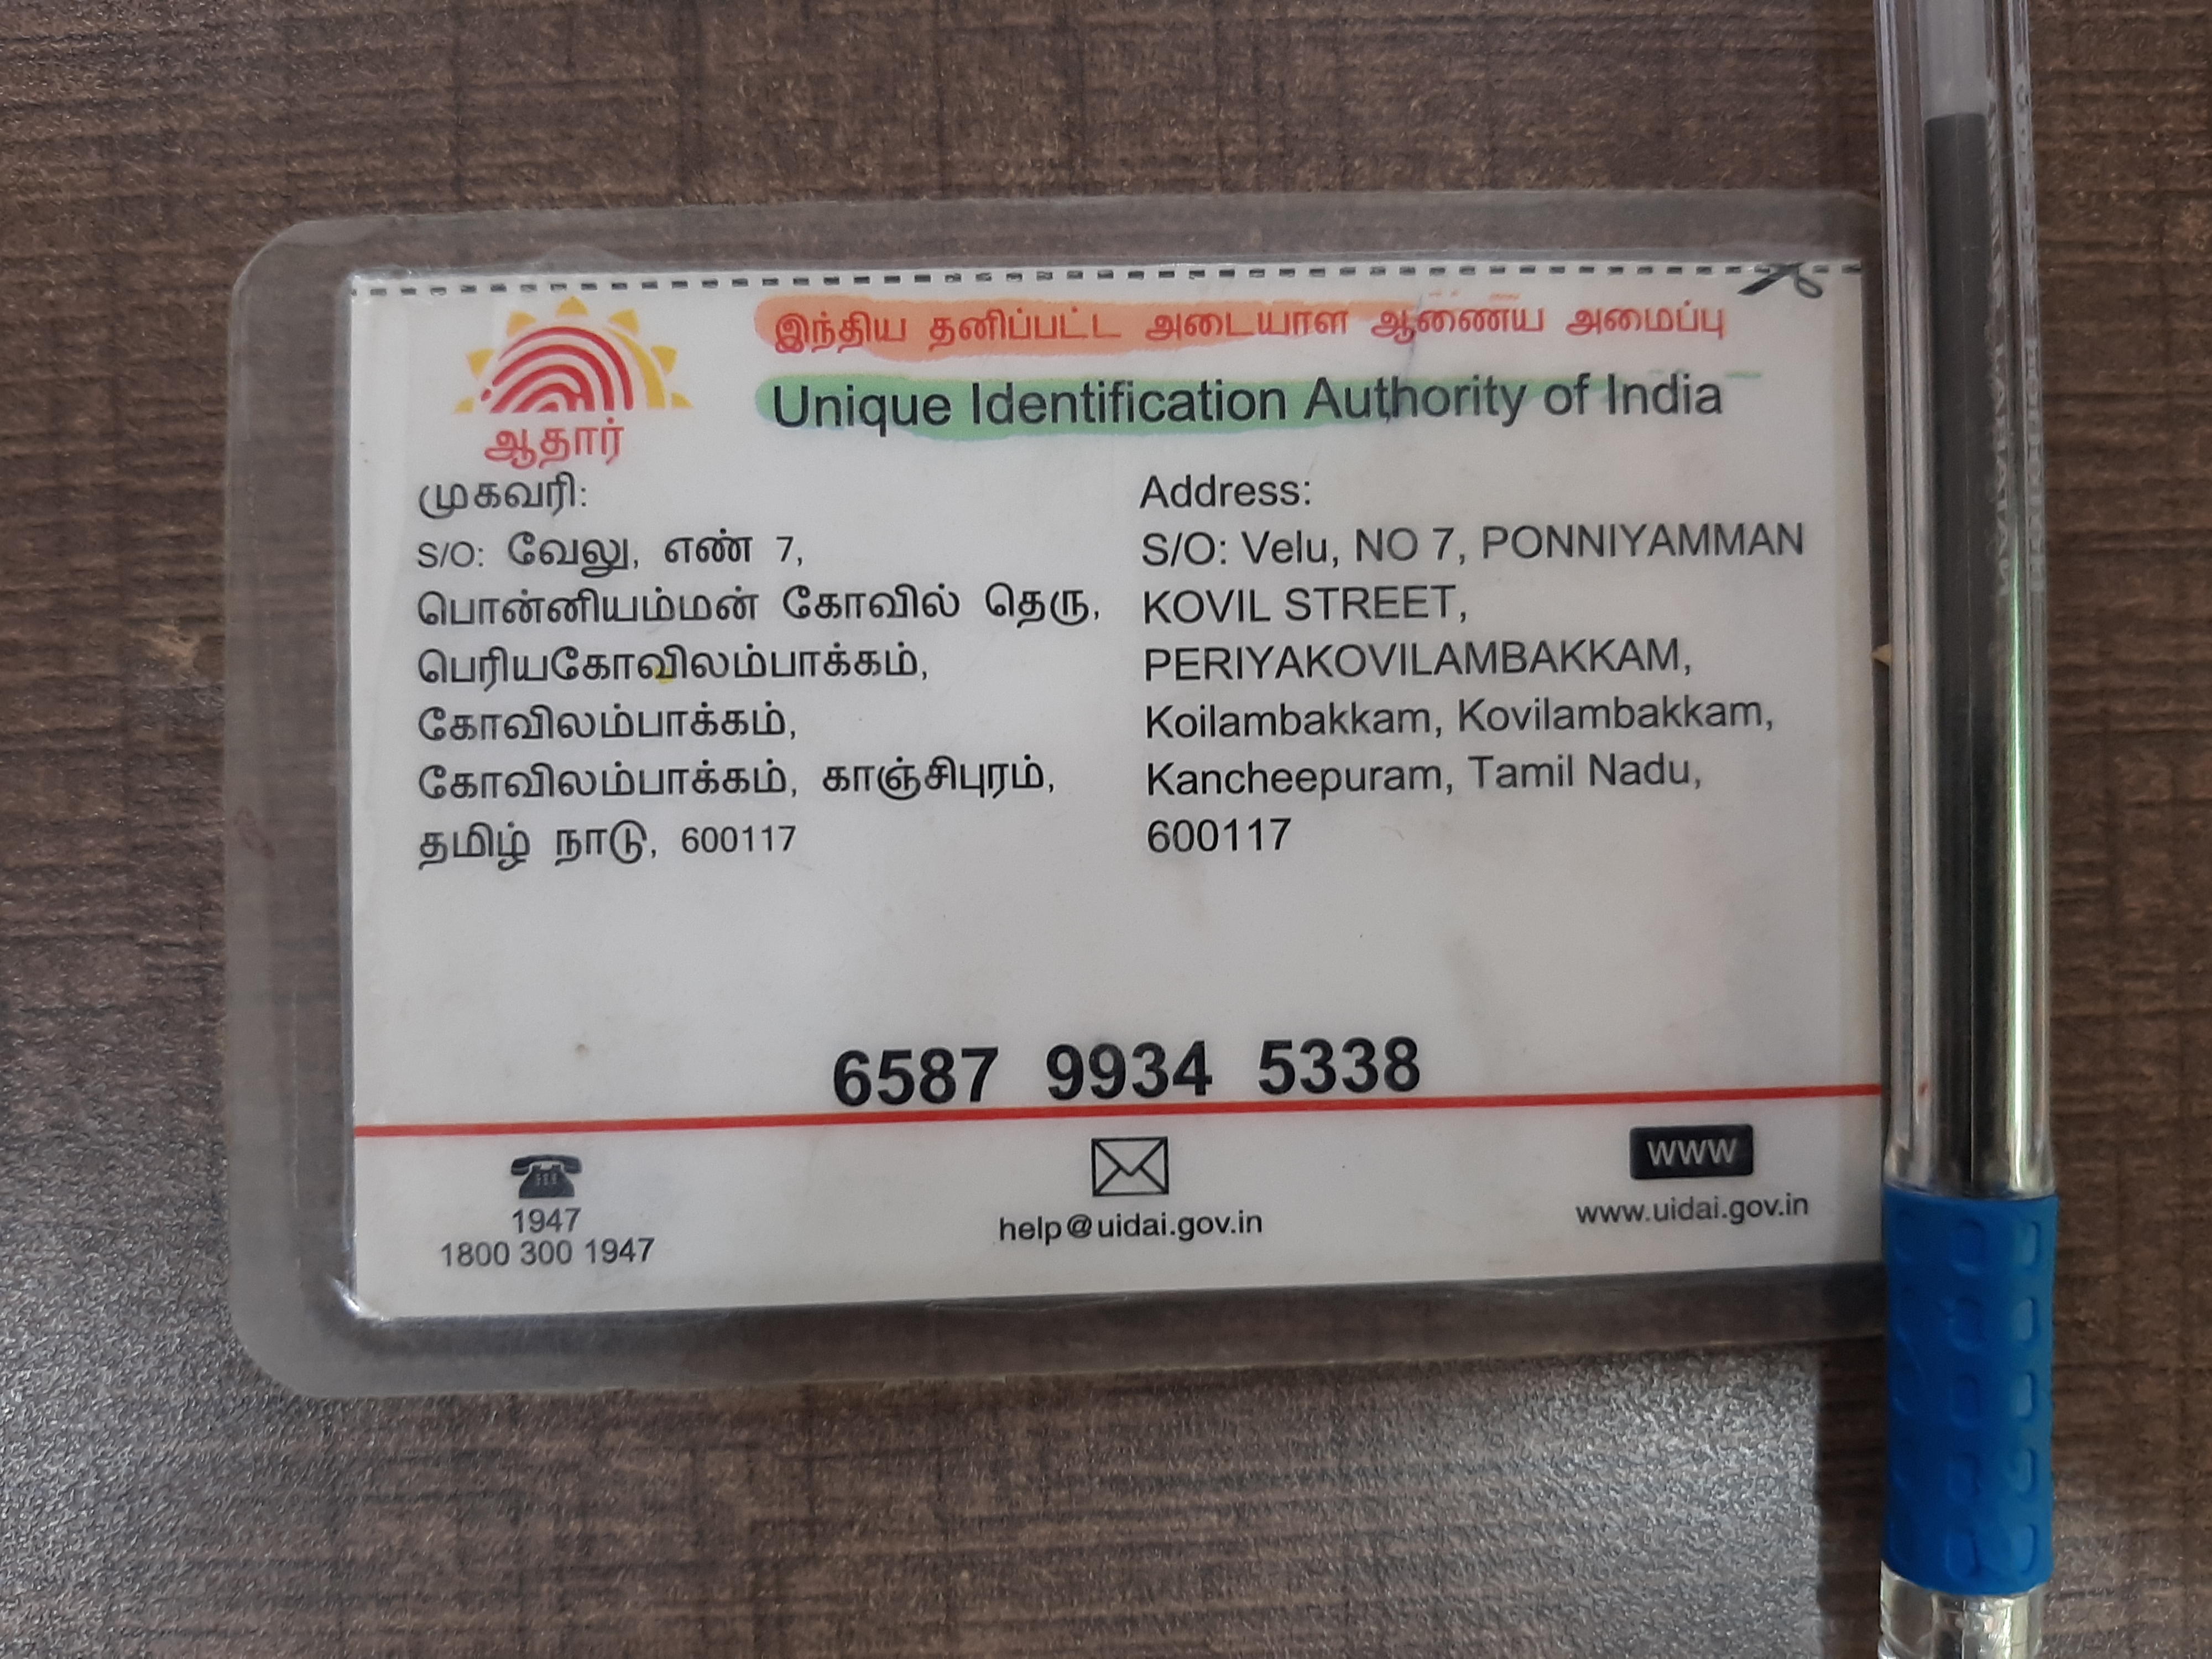 இந்திய தனிப்பட்ட அடையாள ஆணைய அமைப்பு
Unique Identification Authority of India
ஆதார்
முகவரி:
S/O: வேலு, எண் 7,
பொன்னியம்மன் கோவில் தெரு,
பெரியகோவிலம்பாக்கம்,
கோவிலம்பாக்கம்,
கோவிலம்பாக்கம், காஞ்சிபுரம்,
தமிழ் நாடு, 600117
Address:
S/O: Velu, NO 7, PONNIYAMMAN
KOVIL STREET,
PERIYAKOVILAMBAKKAM,
Koilambakkam, Kovilambakkam,
Kancheepuram, Tamil Nadu,
600117
6587 9934 5338
1947
1800 300 1947
help@uidai.gov.in
WWW
www.uidai.gov.in